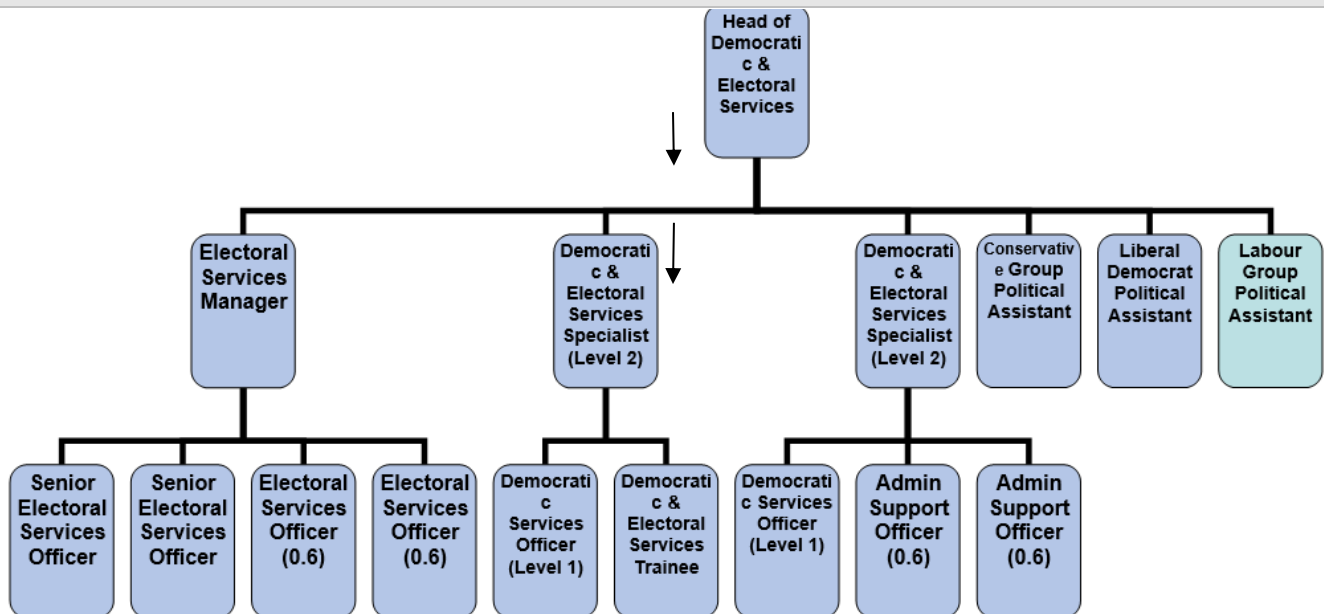 Head of
Democrati
c &
Electoral
Services
Electoral
Services
Manager
Democrati
c &
Electoral
Services
Specialist
(Level 2)
Democrati
c &
Electoral
Services
Specialist
(Level 2)
Conservativ
e Group
Political
Assistant
Liberal
Democrat
Political
Assistant
Labour
Group
Political
Assistant
Senior
Electoral
Services
Officer
Senior
Electoral
Services
Officer
Electoral
Services
Officer
(0.6)
Electoral
Services
Officer
(0.6)
Democrati
c
Services
Officer
(Level 1)
Democrati
c &
Electoral
Services
Trainee
Democrati
c Services
Officer
(Level 1)
Admin
Support
Officer
(0.6)
Admin
Support
Officer
(0.6)